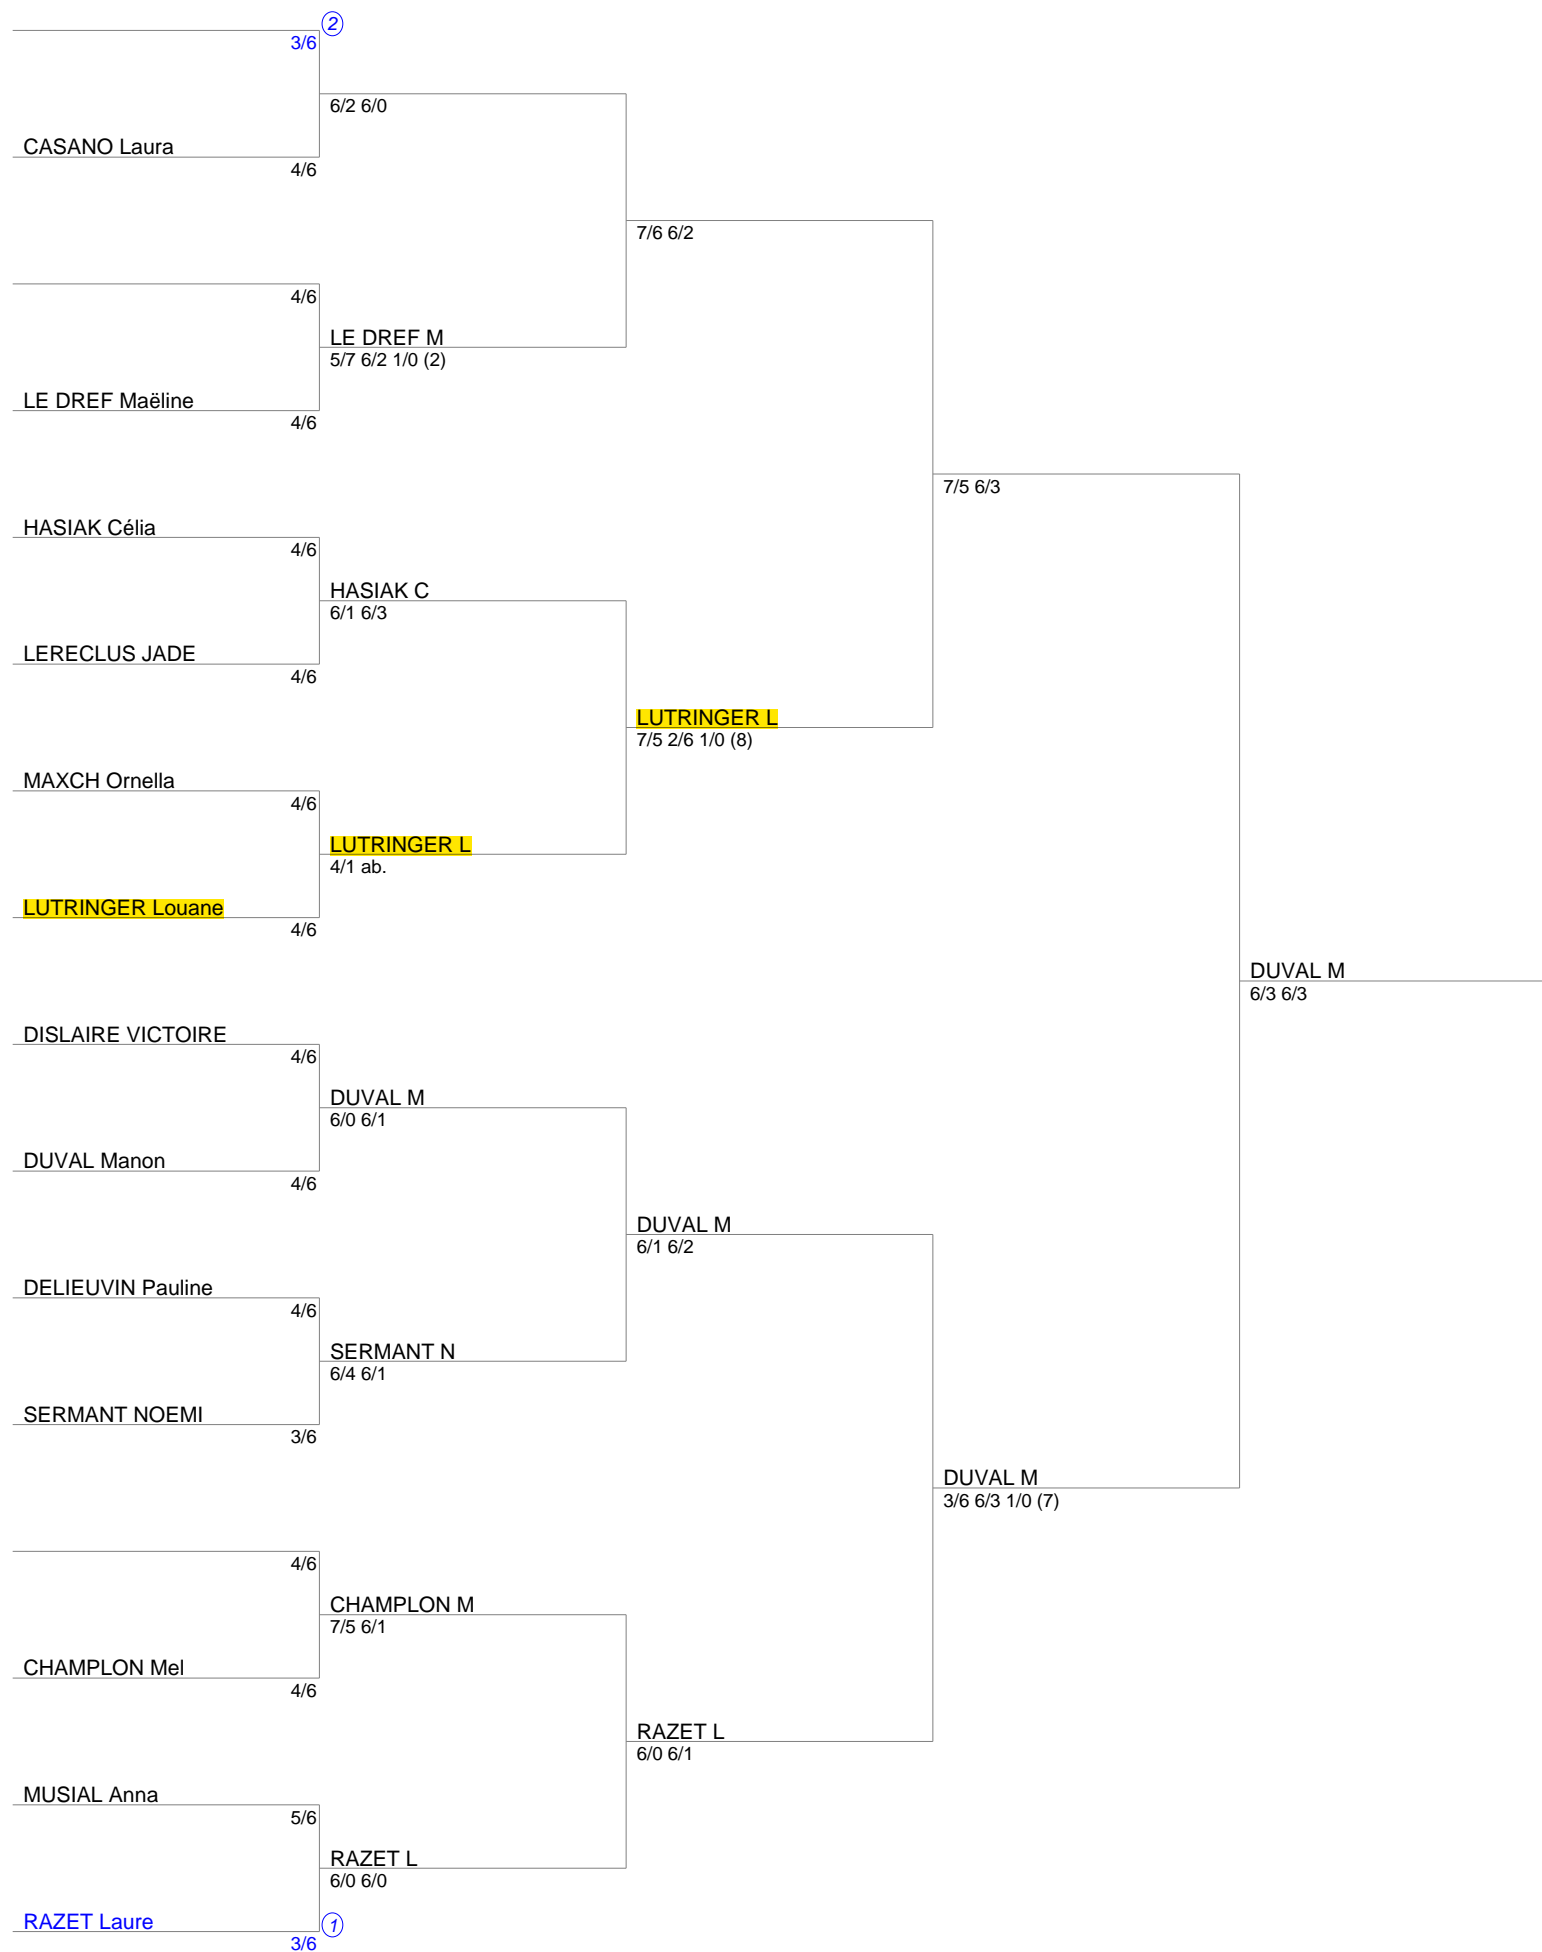 2
3/6
6/2 6/0
CASANO Laura
4/6
7/6 6/2
4/6
LE DREF M
5/7 6/2 1/0 (2)
LE DREF Maëline
4/6
7/5 6/3
HASIAK Célia
4/6
HASIAK C
6/1 6/3
LERECLUS JADE
4/6
LUTRINGER L
7/5 2/6 1/0 (8)
MAXCH Ornella
4/6
LUTRINGER L
4/1 ab.
LUTRINGER Louane
4/6
DUVAL M
6/3 6/3
DISLAIRE VICTOIRE
4/6
DUVAL M
6/0 6/1
DUVAL Manon
4/6
DUVAL M
6/1 6/2
DELIEUVIN Pauline
4/6
SERMANT N
6/4 6/1
SERMANT NOEMI
3/6
DUVAL M
3/6 6/3 1/0 (7)
4/6
CHAMPLON M
7/5 6/1
CHAMPLON Mel
4/6
RAZET L
6/0 6/1
MUSIAL Anna
5/6
RAZET L
6/0 6/0
RAZET Laure
1
3/6